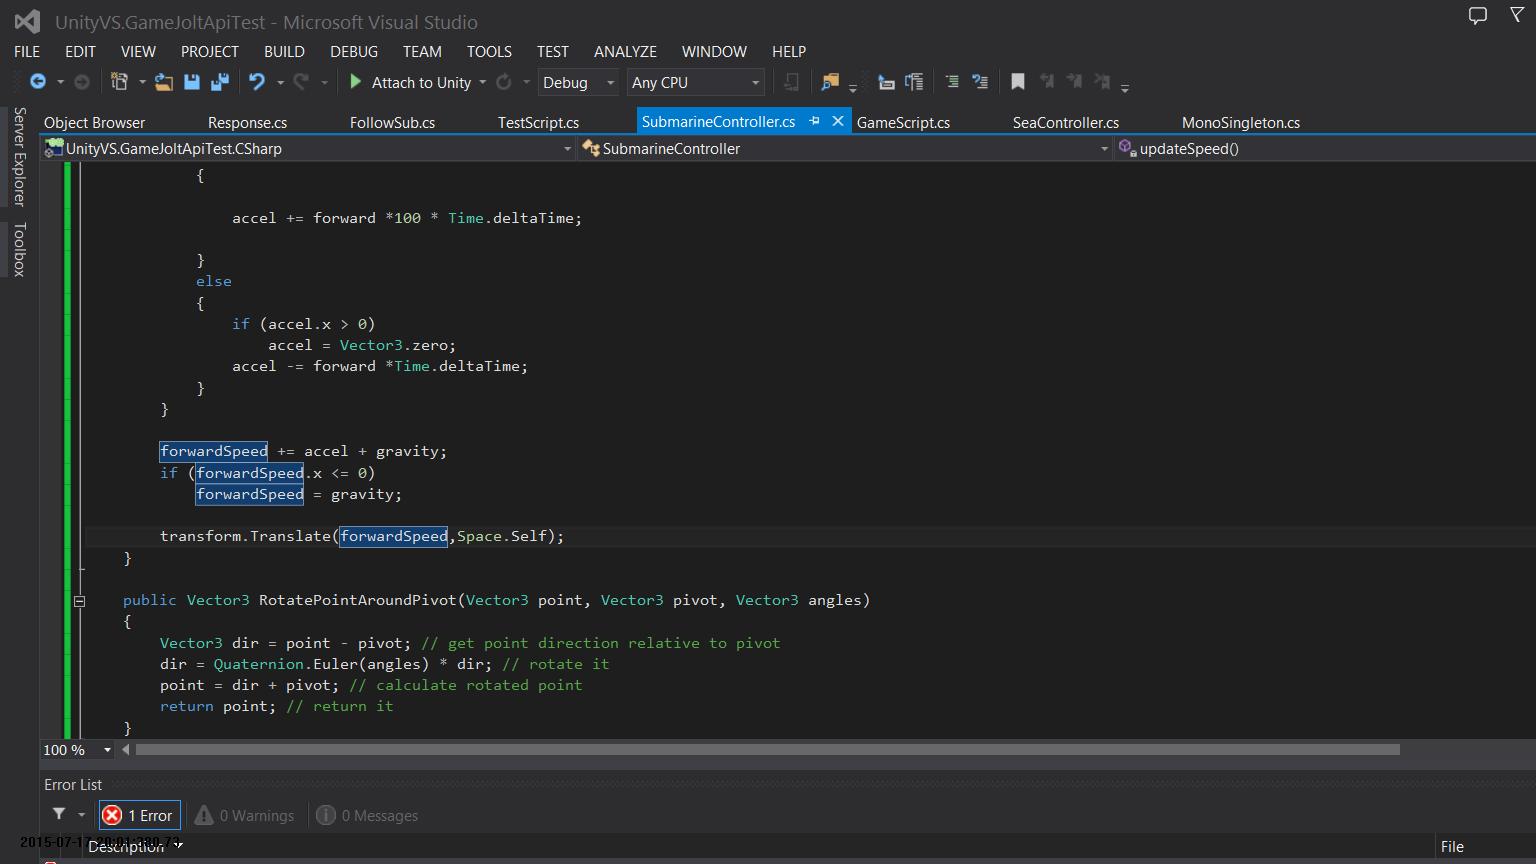 UnityVS.GameJoltApiTest - Microsoft Visual Studio
FILE EDIT VIEW PROJECT BUILD DEBUG TEAM TOOLS TEST ANALYZE WINDOW HELP
Attach to Unity Debug Any CPU
Server Explorer
Toolbox
Object Browser Response.cs FollowSub.cs TestScript.cs SubmarineController.cs GameScript.cs SeaController.cs MonoSingleton.cs
UnityVS.GameJoltApiTest.CSharp SubmarineController updateSpeed()
{
accel += forward *100 * Time.deltaTime;
}
else
{
if (accel.x > 0)
accel = Vector3.zero;
accel -= forward *Time.deltaTime;
}
}
forwardSpeed += accel + gravity;
if (forwardSpeed.x <= 0)
forwardSpeed = gravity;
transform.Translate(forwardSpeed,Space.Self);
}
public Vector3 RotatePointAroundPivot(Vector3 point, Vector3 pivot, Vector3 angles)
{
Vector3 dir = point - pivot; // get point direction relative to pivot
dir = Quaternion.Euler(angles) * dir; // rotate it
point = dir + pivot; // calculate rotated point
return point; // return it
}
100 %
Error List
1 Error 0 Warnings 0 Messages
2015-07-17
Description File